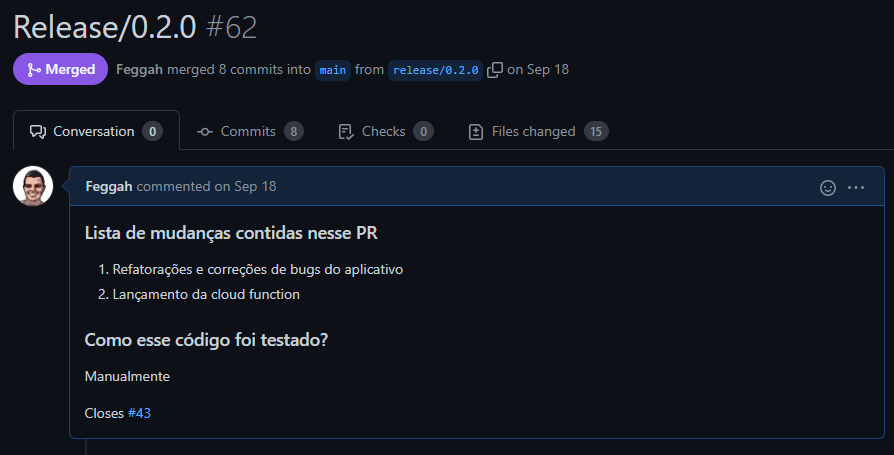 Release/0.2.0 #62
Merged Feggah merged 8 commits into main from release/0.2.0 on Sep 18
Conversation 0 Commits 8 Checks 0 Files changed 15
Feggah commented on Sep 18
Lista de mudanças contidas nesse PR
1. Refatorações e correções de bugs do aplicativo
2. Lançamento da cloud function
Como esse código foi testado?
Manualmente
Closes #43